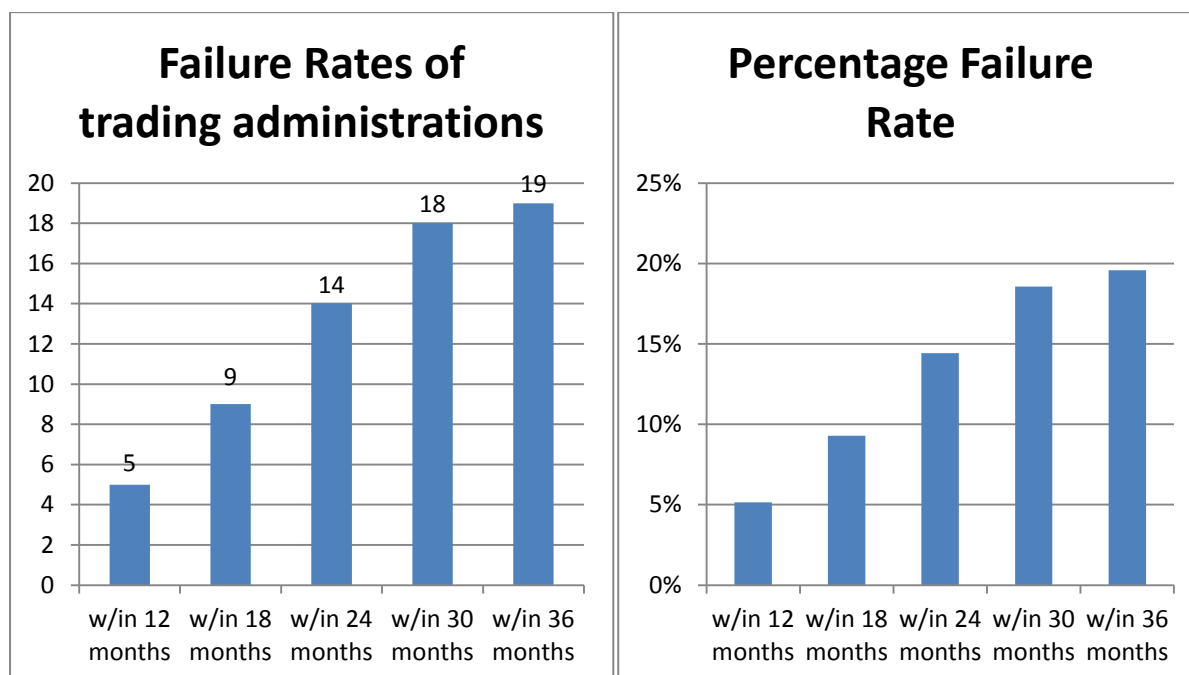 Failure Rates of
trading administrations
20
18
16
14
12
10
8
6
4
2
0
5
9
14
18
19
w/in 12 months
w/in 18 months
w/in 24 months
w/in 30 months
w/in 36 months
Percentage Failure
Rate
25%
20%
15%
10%
5%
0%
w/in 12 months
w/in 18 months
w/in 24 months
w/in 30 months
w/in 36 months